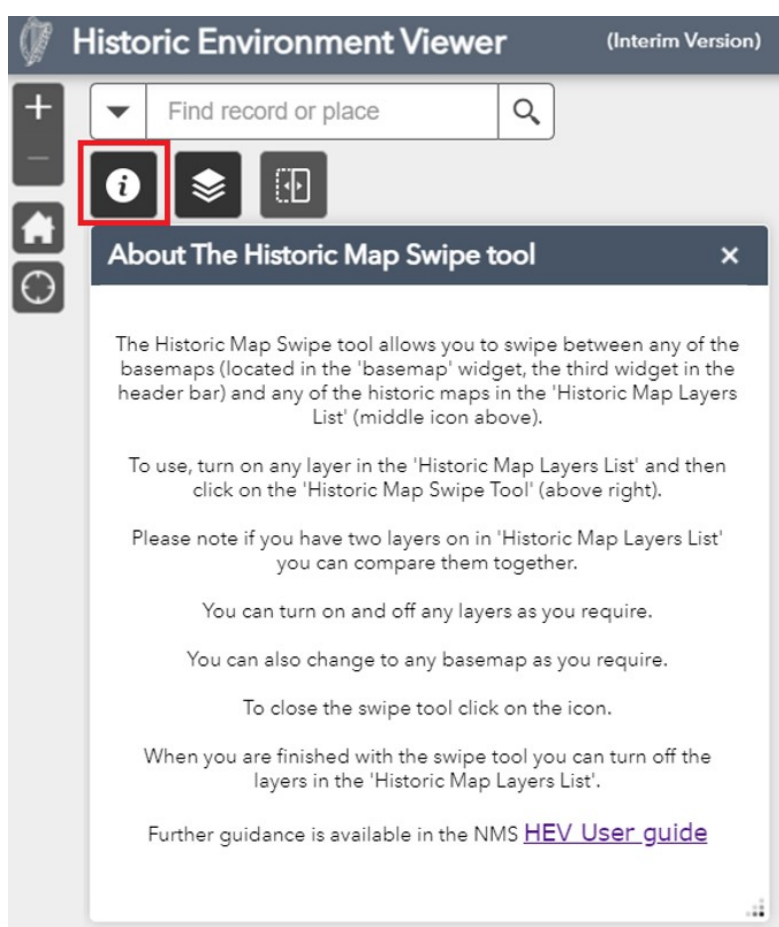 Historic Environment Viewer (Interim Version)
Find record or place
About The Historic Map Swipe tool
The Historic Map Swipe tool allows you to swipe between any of the
basemaps (located in the 'basemap' widget, the third widget in the
header bar) and any of the historic maps in the 'Historic Map Layers
List' (middle icon above).
To use, turn on any layer in the 'Historic Map Layers List' and then
click on the 'Historic Map Swipe Tool' (above right).
Please note if you have two layers on in 'Historic Map Layers List'
you can compare them together.
You can turn on and off any layers as you require.
You can also change to any basemap as you require.
To close the swipe tool click on the icon.
When you are finished with the swipe tool you can turn off the
layers in the 'Historic Map Layers List'.
Further guidance is available in the NMS HEV User guide